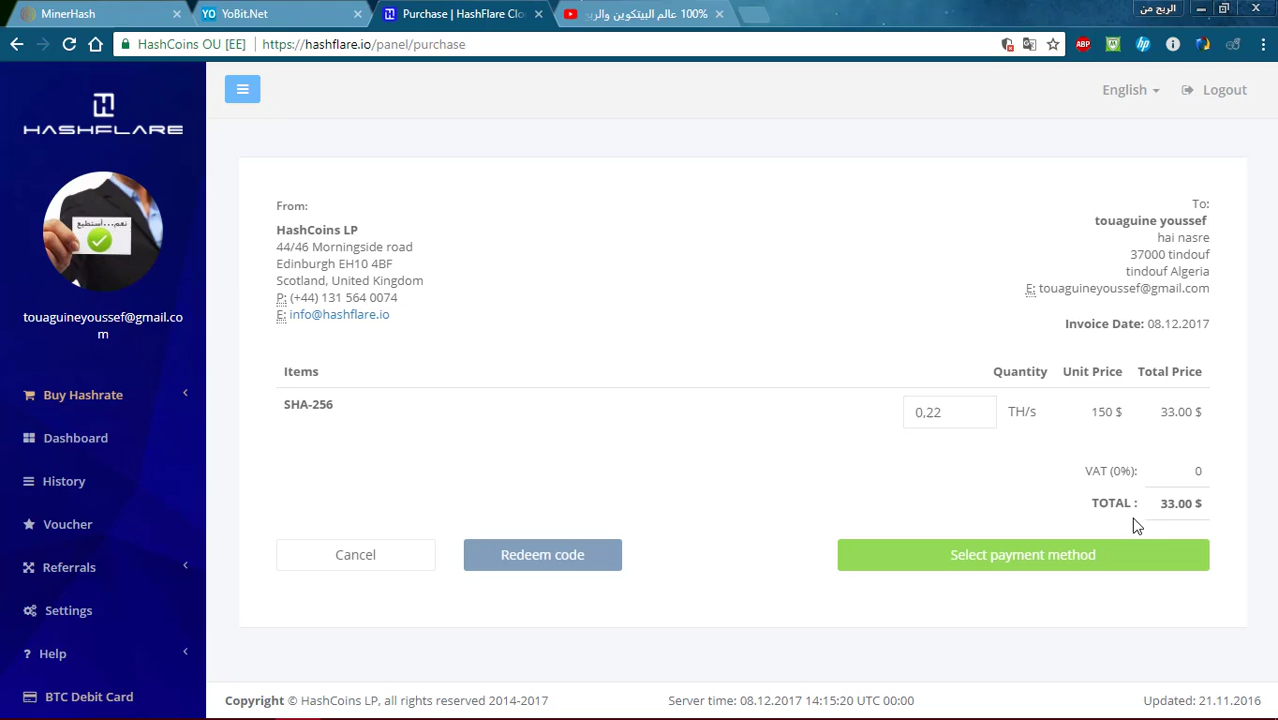 MinerHash
YoBit.Net
Purchase | HashFlare Clo
100% عالم البيتكوين والربح
الربح من
HashCoins OU [EE]
https://hashflare.io/panel/purchase
ABP
HASHFLARE
نعم...أستطيع
touaguineyoussef@gmail.co
m
Buy Hashrate
Dashboard
History
Voucher
Referrals
Settings
Help
BTC Debit Card
English
Logout
From:
HashCoins LP
44/46 Morningside road
Edinburgh EH10 4BF
Scotland, United Kingdom
P: (+44) 131 564 0074
E: info@hashflare.io
To:
touaguine youssef
hai nasre
37000 tindouf
tindouf Algeria
E: touaguineyoussef@gmail.com
Invoice Date: 08.12.2017
Items Quantity Unit Price Total Price
SHA-256 0,22 TH/s 150 $ 33.00 $
VAT (0%): 0
TOTAL : 33.00 $
Cancel
Redeem code
Select payment method
Copyright © HashCoins LP, all rights reserved 2014-2017
Server time: 08.12.2017 14:15:20 UTC 00:00
Updated: 21.11.2016